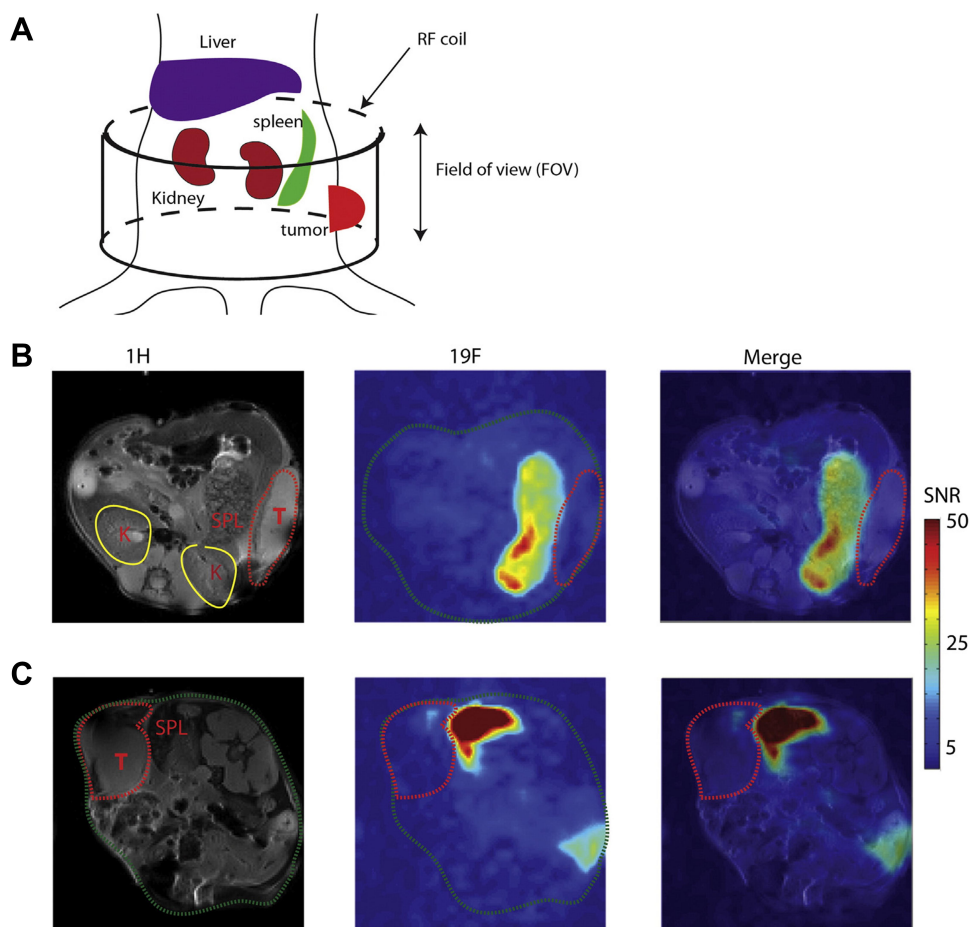 A
Liver
RF coil
spleen
Field of view (FOV)
Kidney
tumor
B
1H
19F
Merge
SPL
T
K
K
SNR
50
25
5
C
SPL
T